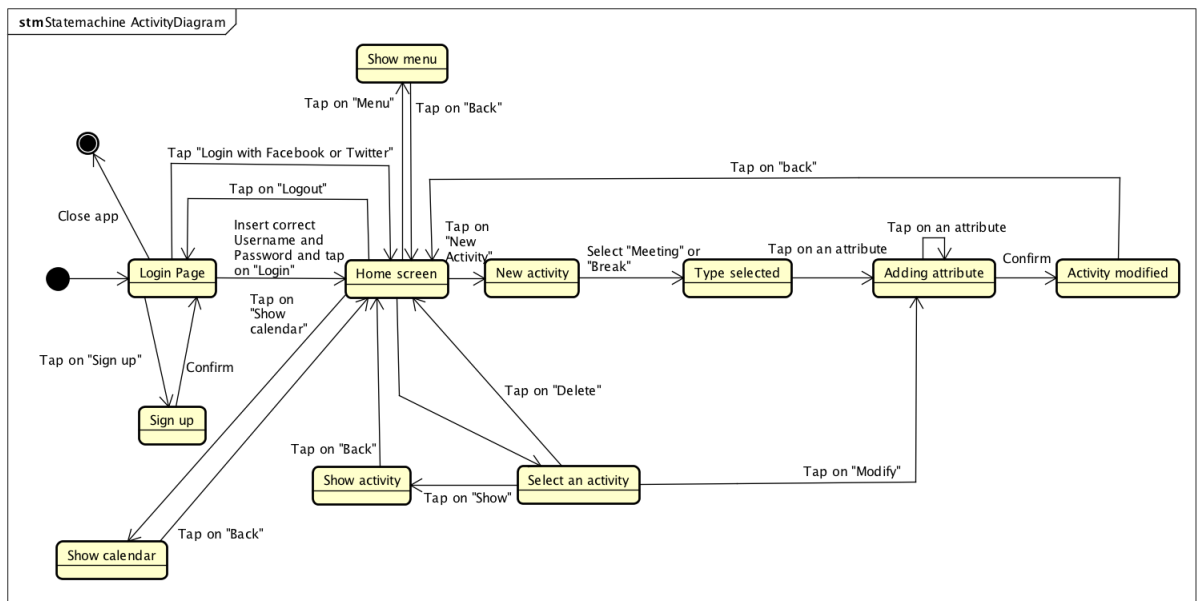 stm Statemachine ActivityDiagram
Show menu
Tap on "Menu"
Tap on "Back"
Tap "Login with Facebook or Twitter"
Tap on "back"
Tap on "Logout"
Close app
Insert correct
Username and
Password and tap
on "Login"
Tap on
"New
Activity"
Select "Meeting" or
"Break"
Tap on an attribute
Tap on an attribute
Confirm
Login Page
Home screen
New activity
Type selected
Adding attribute
Activity modified
Tap on
"Show
calendar"
Tap on "Sign up"
Confirm
Tap on "Delete"
Sign up
Tap on "Back"
Show activity
Tap on "Show"
Select an activity
Tap on "Modify"
Tap on "Back"
Show calendar